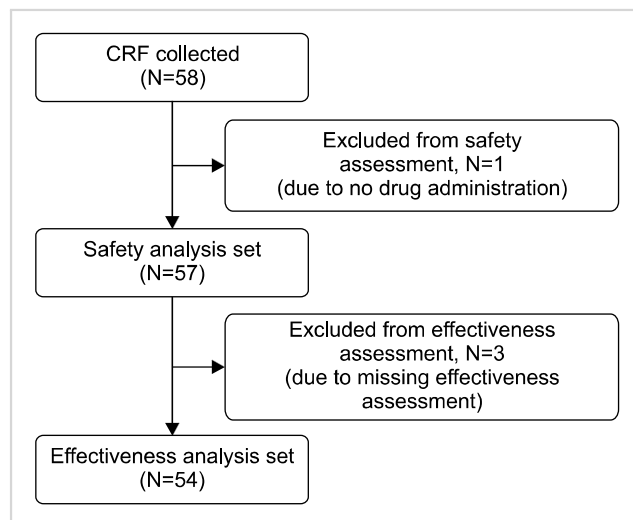 CRF collected
(N=58)
Excluded from safety
assessment, N=1
(due to no drug administration)
Safety analysis set
(N=57)
Excluded from effectiveness
assessment, N=3
(due to missing effectiveness
assessment)
Effectiveness analysis set
(N=54)